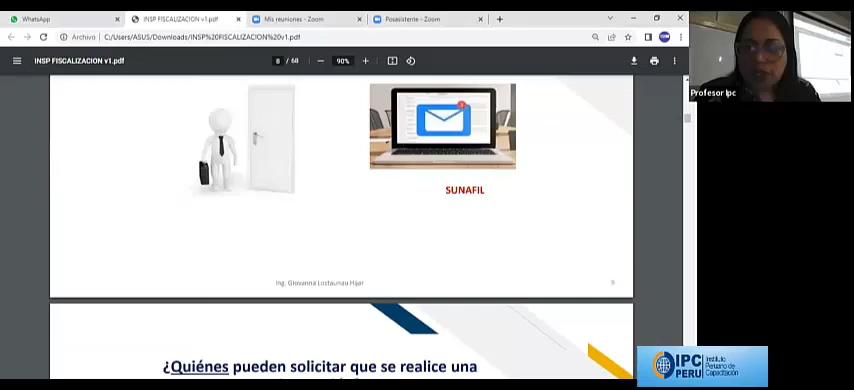 WhatsApp
INSP FISCALIZACION v1.pdf
Mis reuniones - Zoom
Posasistente - Zoom
Archivo
C:/Users/ASUS/Downloads/INSP%20FISCALIZACION%20v1.pdf
INSP FISCALIZACION v1.pdf
8 / 68
90%
Profesor Ipc
SUNAFIL
Ing. Giovanna Lostaunau Hijar
9
¿Quiénes pueden solicitar que se realice una
IPC
PERU
Instituto
Peruano de
Capacitación